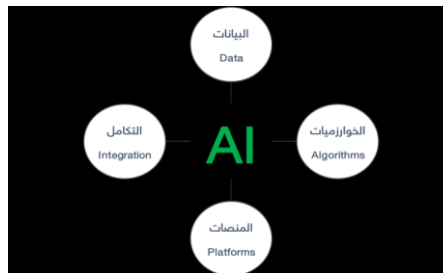 البيانات
Data
التكامل
Integration
AI
الخوارزميات
Algorithms
المنصات
Platforms